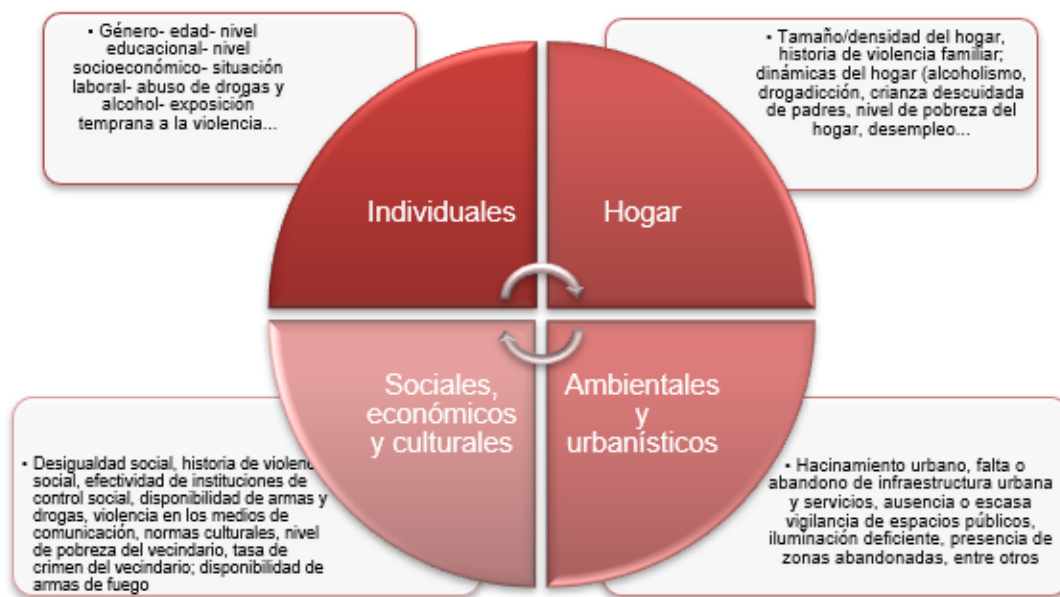 • Género- edad- nivel
educacional- nivel
socioeconómico- situación
laboral- abuso de drogas y
alcohol- exposición
temprana a la violencia...
• Tamaño/densidad del hogar,
historia de violencia familiar;
dinámicas del hogar (alcoholismo,
drogadicción, crianza descuidada
de padres, nivel de pobreza del
hogar, desempleo...
Individuales
Hogar
Sociales,
económicos
y culturales
Ambientales
y
urbanísticos
• Desigualdad social, historia de violenc
social, efectividad de instituciones de
control social, disponibilidad de armas y
drogas, violencia en los medios de
comunicación, normas culturales, nivel
de pobreza del vecindario, tasa de
crimen del vecindario; disponibilidad de
armas de fuego
• Hacinamiento urbano, falta o
abandono de infraestructura urbana
y servicios, ausencia o escasa
vigilancia de espacios públicos,
iluminación deficiente, presencia de
zonas abandonadas, entre otros